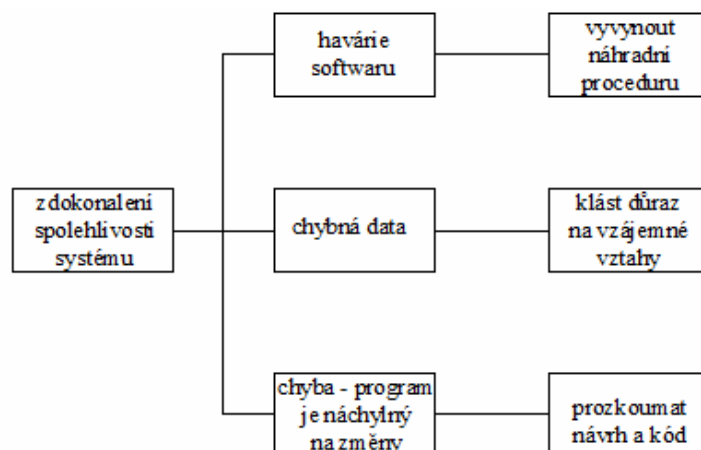 havárie
softwaru
vyvynout
náhradní
proceduru
zdokonalení
spolehlivosti
systému
chybná data
klást důraz
na vzájemné
vztahy
chyba - program
je náchylný
na změny
prozkoumat
návrh a kód